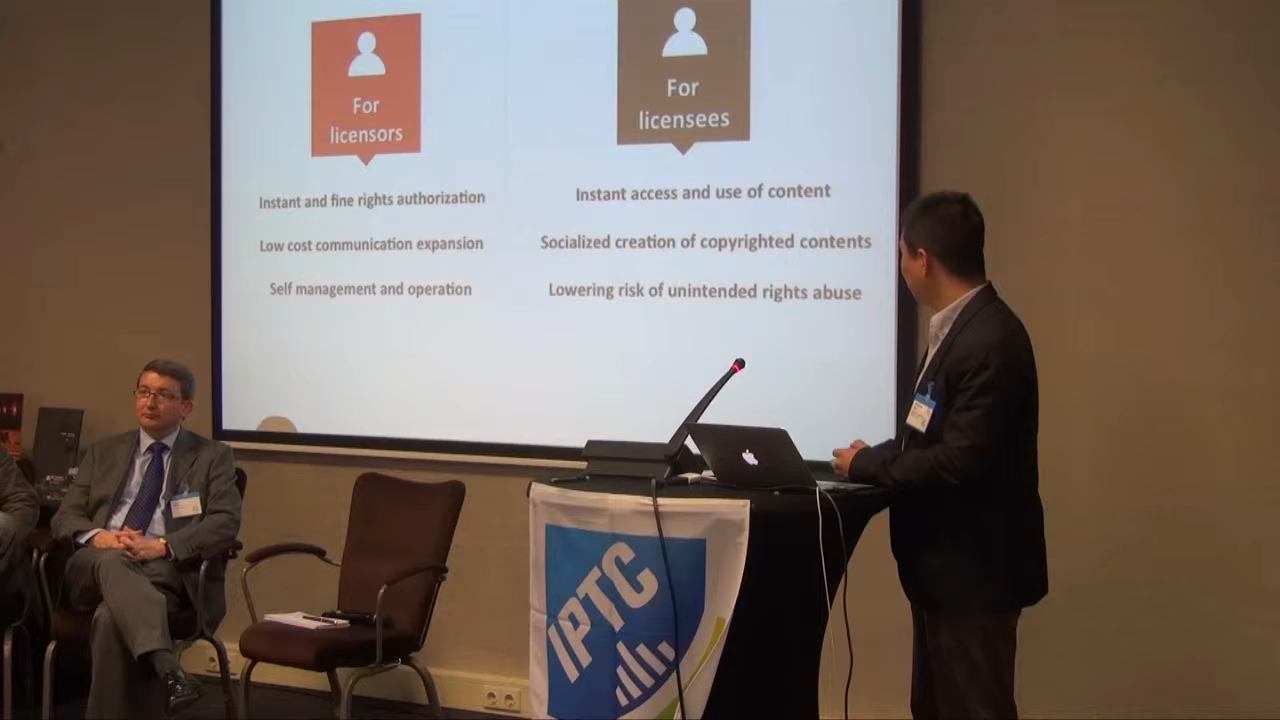 For
licensors
For
licensees
Instant and fine rights authorization
Low cost communication expansion
Self management and operation
Instant access and use of content
Socialized creation of copyrighted contents
Lowering risk of unintended rights abuse
IPTC